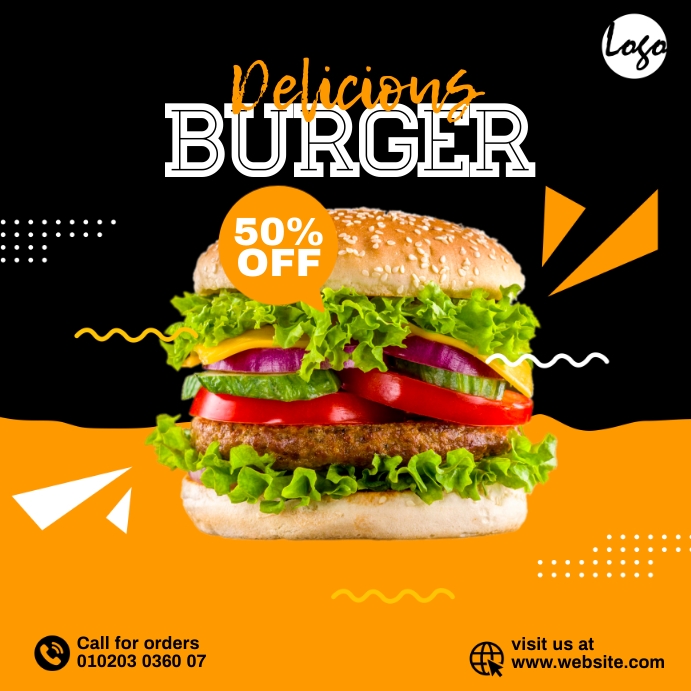 Logo
Delicious
BURGER
50%
OFF
Call for orders
010203 0360 07
visit us at
www.website.com